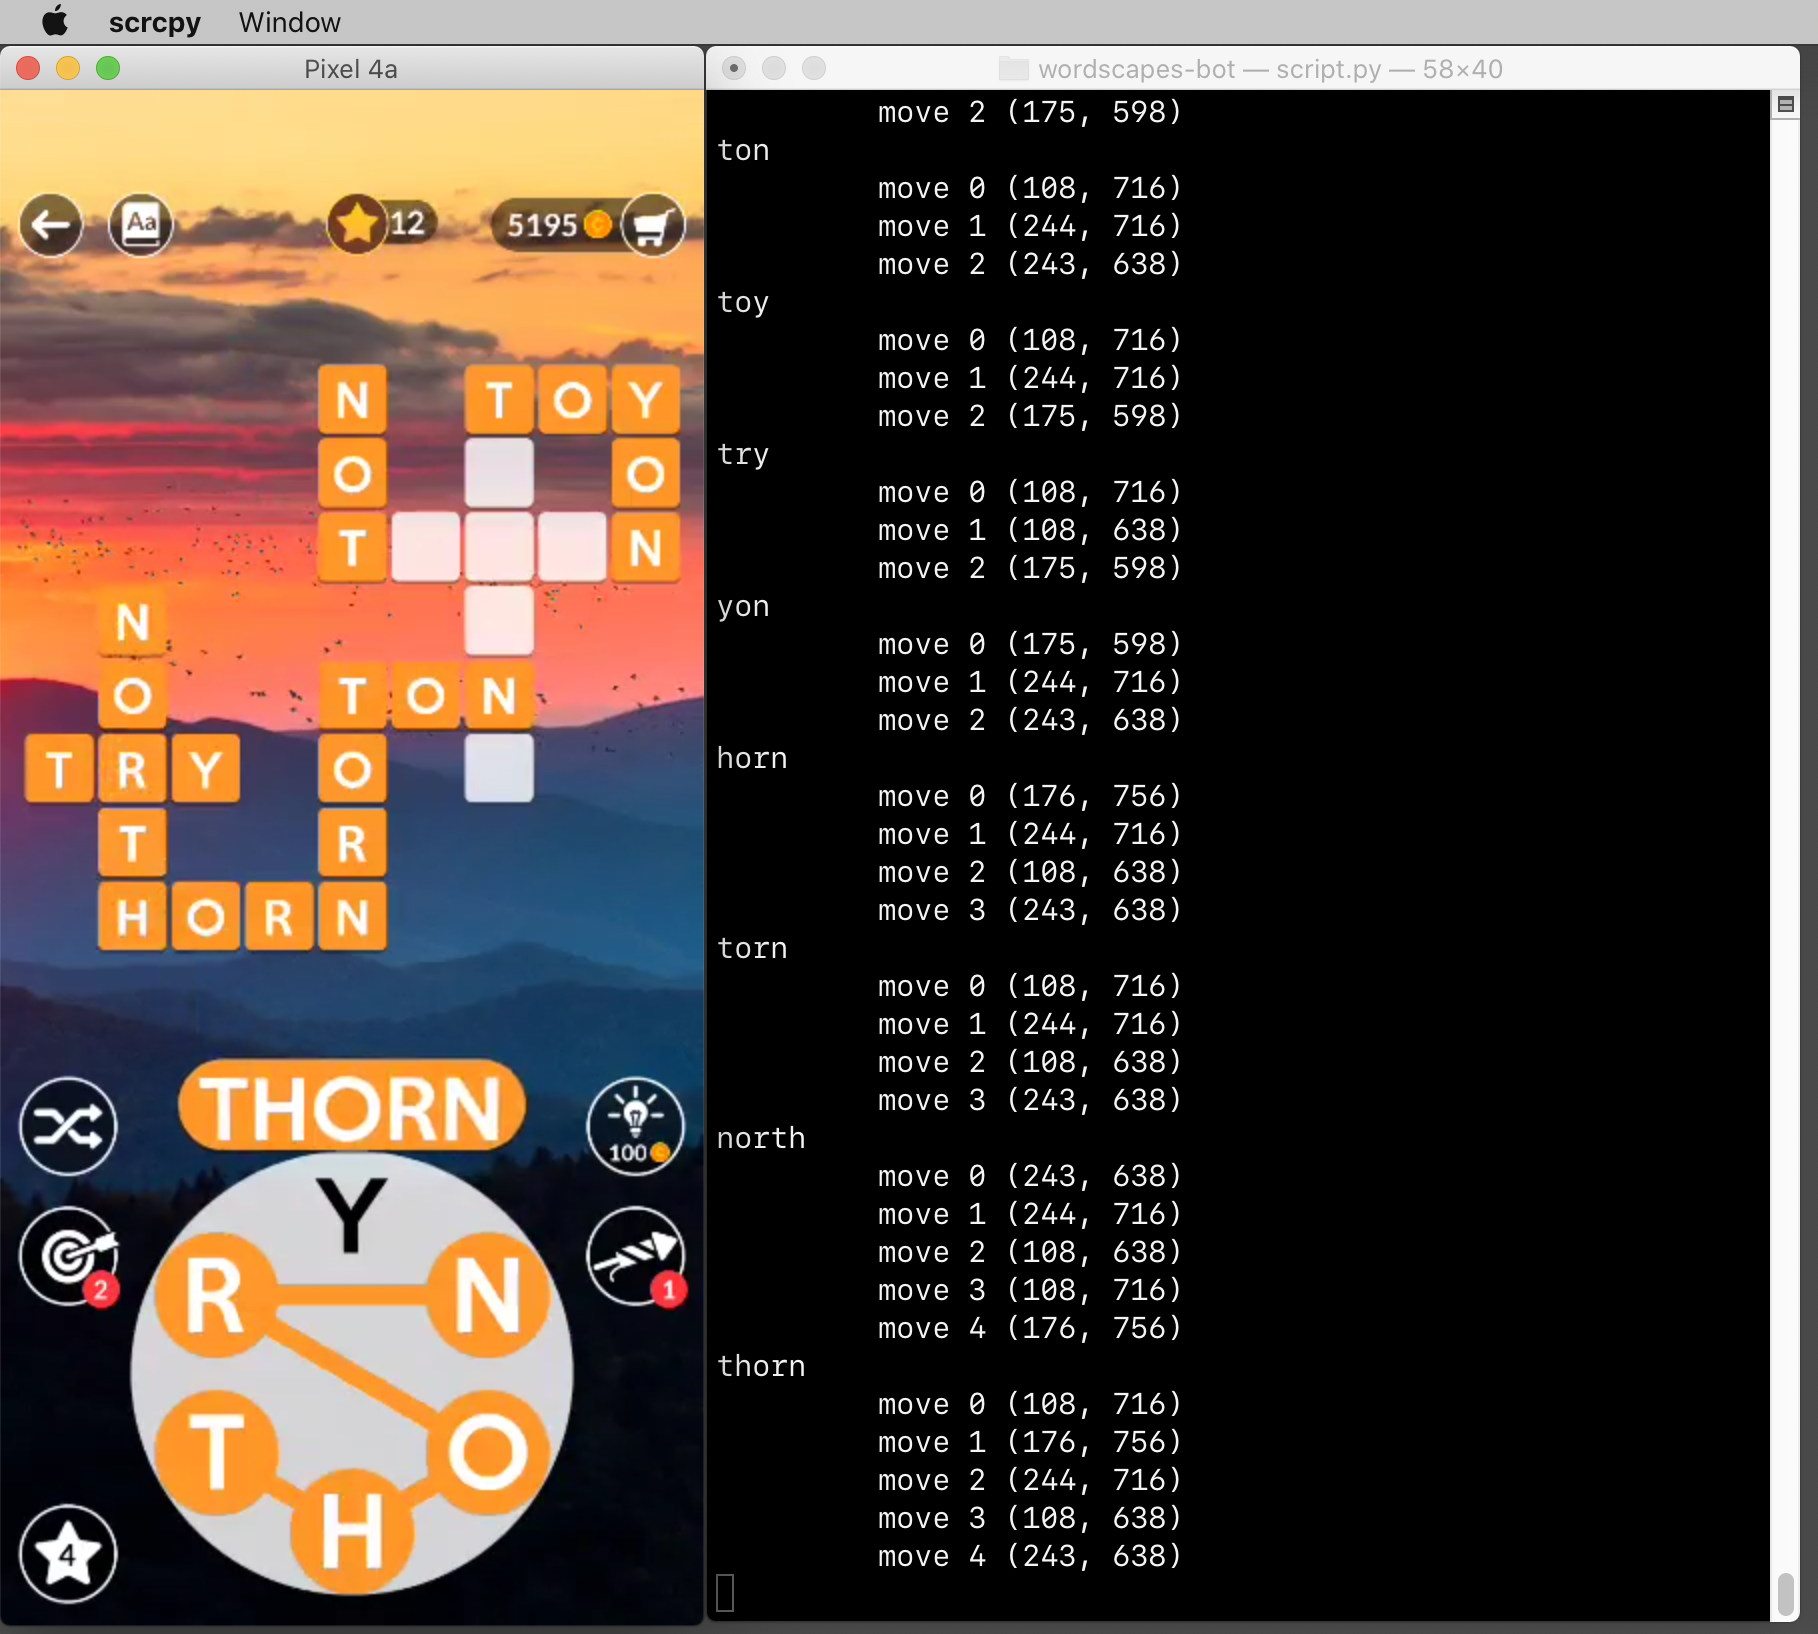 scrcpy Window
Pixel 4a
Aa
12
5195
N TOY
O O
T N
N
O TON
TRY O
T R
HORN
THORN
100
Y
R N
2
1
T O
H
4
wordscapes-bot — script.py — 58×40
move 2 (175, 598)
ton
move 0 (108, 716)
move 1 (244, 716)
move 2 (243, 638)
toy
move 0 (108, 716)
move 1 (244, 716)
move 2 (175, 598)
try
move 0 (108, 716)
move 1 (108, 638)
move 2 (175, 598)
yon
move 0 (175, 598)
move 1 (244, 716)
move 2 (243, 638)
horn
move 0 (176, 756)
move 1 (244, 716)
move 2 (108, 638)
move 3 (243, 638)
torn
move 0 (108, 716)
move 1 (244, 716)
move 2 (108, 638)
move 3 (243, 638)
north
move 0 (243, 638)
move 1 (244, 716)
move 2 (108, 638)
move 3 (108, 716)
move 4 (176, 756)
thorn
move 0 (108, 716)
move 1 (176, 756)
move 2 (244, 716)
move 3 (108, 638)
move 4 (243, 638)